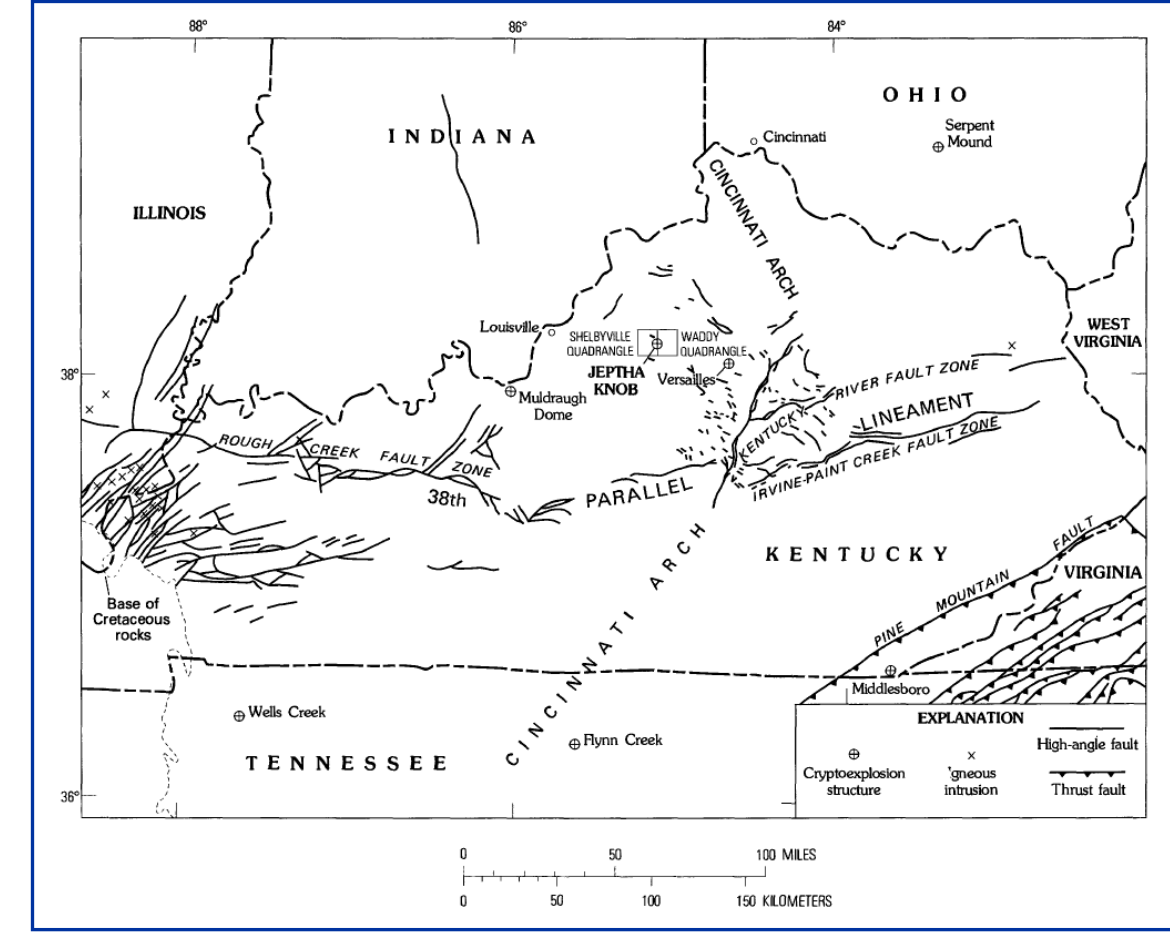 88°
86°
84°
OHIO
INDIANA
Cincinnati
Serpent
Mound
ILLINOIS
CINCINNATI ARCH
Louisville
SHELBYVILLE
QUADRANGLE
WADDY
QUADRANGLE
WEST
VIRGINIA
38°
JEPTHA
KNOB
Versailles
Muldraugh
Dome
KENTUCKY RIVER FAULT ZONE
LINEAMENT
ROUGH CREEK FAULT ZONE
38th PARALLEL
IRVINE-PAINT CREEK FAULT ZONE
KENTUCKY
CINCINNATI ARCH
PINE MOUNTAIN FAULT
VIRGINIA
Base of
Cretaceous
rocks
Middlesboro
Wells Creek
Flynn Creek
TENNESSEE
36°
EXPLANATION
Cryptoexplosion
structure
'gneous
intrusion
High-angle fault
Thrust fault
0 50 100 MILES
0 50 100 150 KILOMETERS